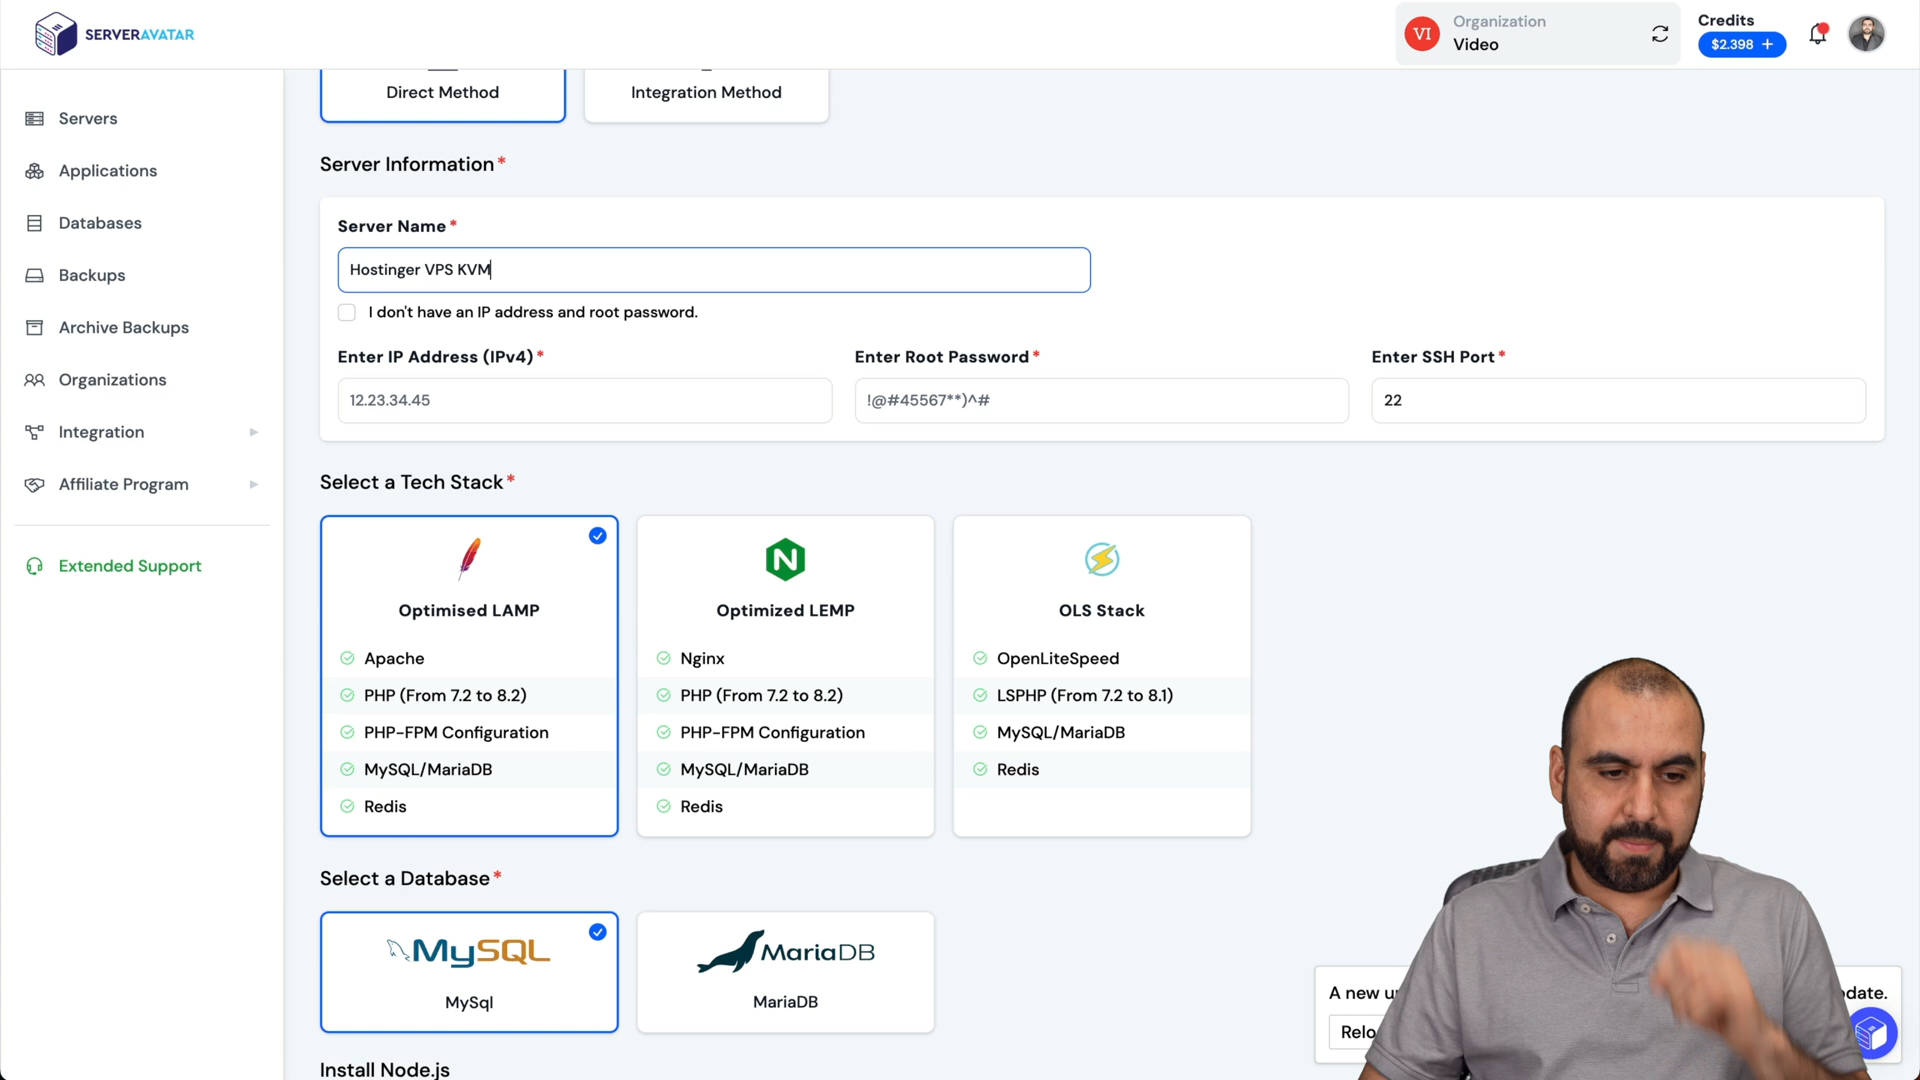 SERVERAVATAR
Organization
VI
Video
Credits
$2.398 +
Servers
Applications
Databases
Backups
Archive Backups
Organizations
Integration
Affiliate Program
Extended Support
Direct Method
Integration Method
Server Information*
Server Name*
Hostinger VPS KVM
I don't have an IP address and root password.
Enter IP Address (IPv4)*
Enter Root Password*
Enter SSH Port*
12.23.34.45
!@#45567**)^#
22
Select a Tech Stack*
Optimised LAMP
Apache
PHP (From 7.2 to 8.2)
PHP-FPM Configuration
MySQL/MariaDB
Redis
N
Optimized LEMP
Nginx
PHP (From 7.2 to 8.2)
PHP-FPM Configuration
MySQL/MariaDB
Redis
OLS Stack
OpenLiteSpeed
LSPHP (From 7.2 to 8.1)
MySQL/MariaDB
Redis
Select a Database*
MySQL
MySql
MariaDB
MariaDB
A new
Install Node.js